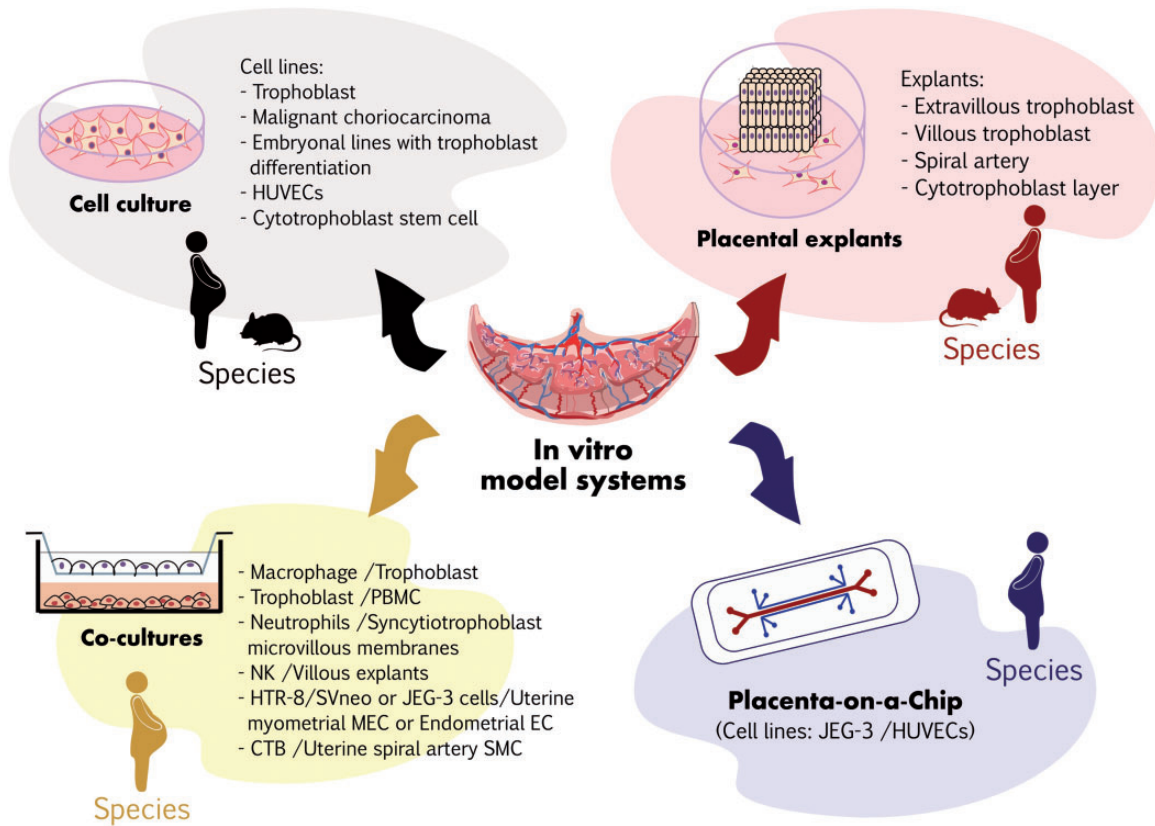 Cell lines:
- Trophoblast
- Malignant choriocarcinoma
- Embryonal lines with trophoblast
differentiation
- HUVECs
- Cytotrophoblast stem cell
Cell culture
Species
Explants:
- Extravillous trophoblast
- Villous trophoblast
- Spiral artery
- Cytotrophoblast layer
Placental explants
Species
In vitro
model systems
- Macrophage /Trophoblast
- Trophoblast /PBMC
- Neutrophils /Syncytiotrophoblast
microvillous membranes
- NK /Villous explants
- HTR-8/SVneo or JEG-3 cells/Uterine
myometrial MEC or Endometrial EC
- CTB /Uterine spiral artery SMC
Co-cultures
Species
Species
Placenta-on-a-Chip
(Cell lines: JEG-3 /HUVECs)